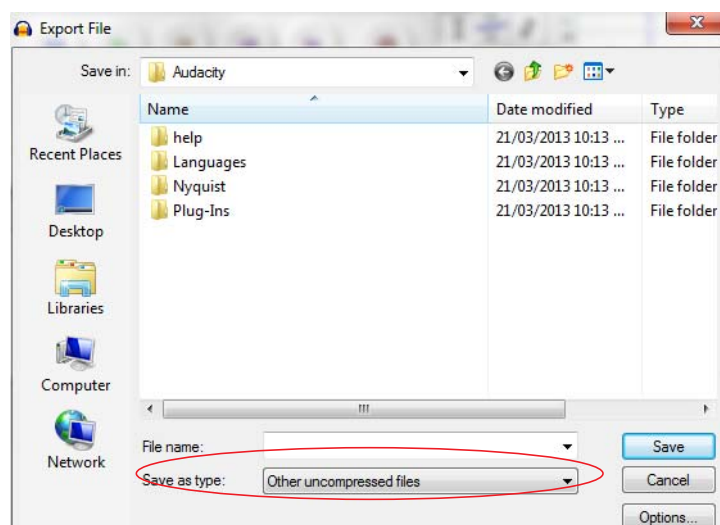 Export File
Save in: Audacity
Name Date modified Type
help 21/03/2013 10:13 ... File folder
Languages 21/03/2013 10:13 ... File folder
Nyquist 21/03/2013 10:13 ... File folder
Plug-Ins 21/03/2013 10:13 ... File folder
Recent Places
Desktop
Libraries
Computer
Network
File name: Save
Save as type: Other uncompressed files Cancel
Options...